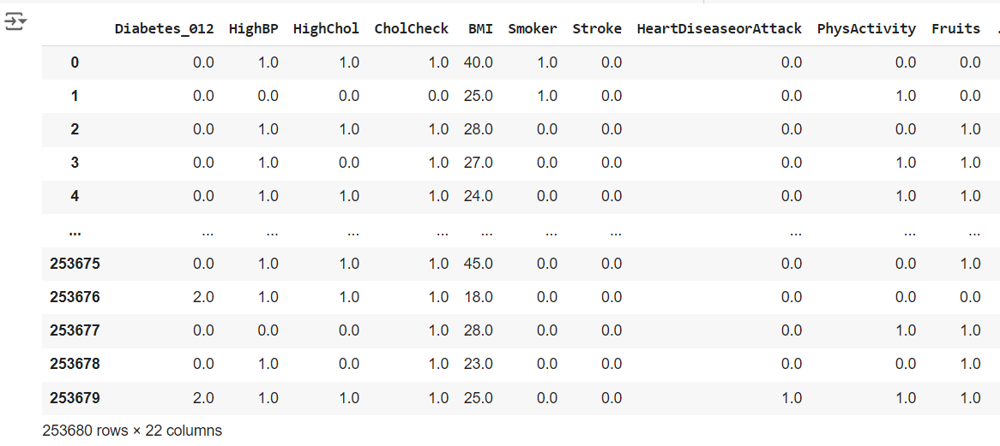 Diabetes_012 HighBP HighChol CholCheck BMI Smoker Stroke HeartDiseaseorAttack PhysActivity Fruits .
0 0.0 1.0 1.0 1.0 40.0 1.0 0.0 0.0 0.0 0.0
1 0.0 0.0 0.0 0.0 25.0 1.0 0.0 0.0 1.0 0.0
2 0.0 1.0 1.0 1.0 28.0 0.0 0.0 0.0 0.0 1.0
3 0.0 1.0 0.0 1.0 27.0 0.0 0.0 0.0 1.0 1.0
4 0.0 1.0 1.0 1.0 24.0 0.0 0.0 0.0 1.0 1.0
... ... ... ... ... ... ... ... ... ... ...
253675 0.0 1.0 1.0 1.0 45.0 0.0 0.0 0.0 0.0 1.0
253676 2.0 1.0 1.0 1.0 18.0 0.0 0.0 0.0 0.0 0.0
253677 0.0 0.0 0.0 1.0 28.0 0.0 0.0 0.0 1.0 1.0
253678 0.0 1.0 0.0 1.0 23.0 0.0 0.0 0.0 0.0 1.0
253679 2.0 1.0 1.0 1.0 25.0 0.0 0.0 1.0 1.0 1.0
253680 rows × 22 columns